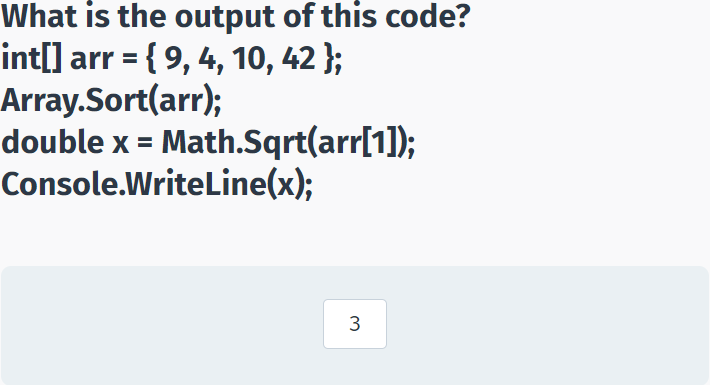 What is the output of this code?
int[] arr = { 9, 4, 10, 42 };
Array.Sort(arr);
double x = Math.Sqrt(arr[1]);
Console.WriteLine(x);
3